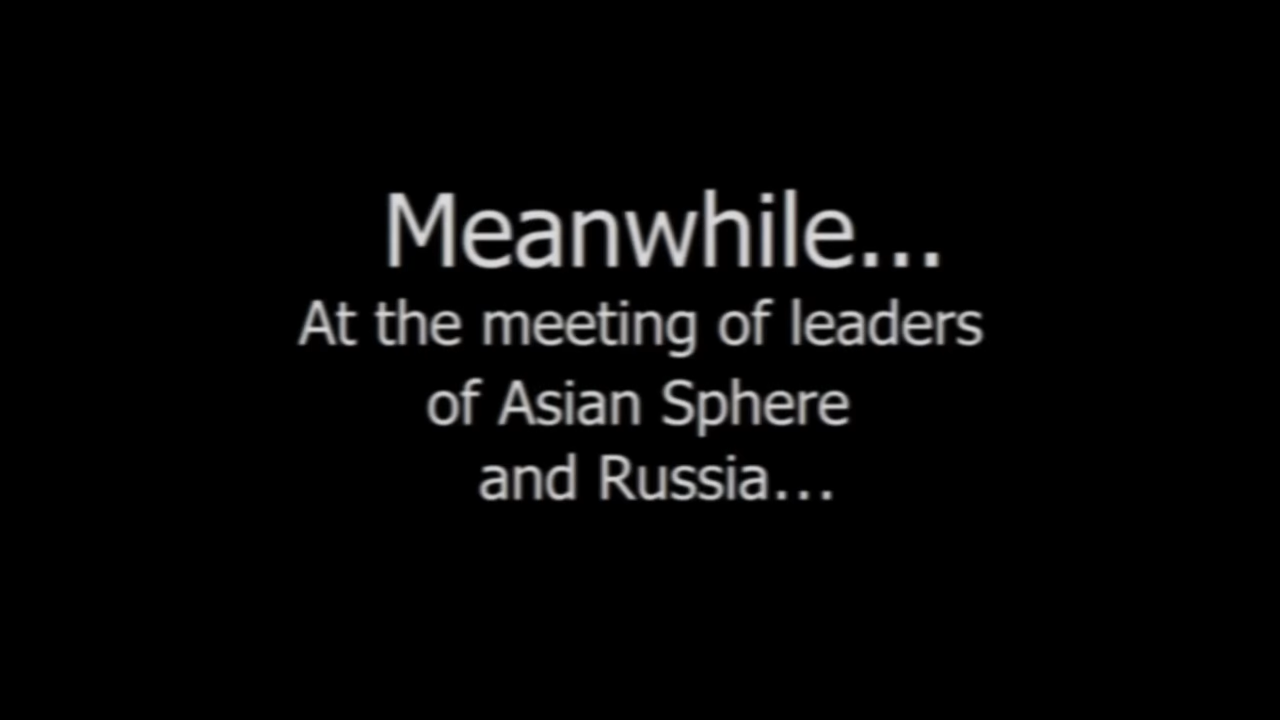 Meanwhile...
At the meeting of leaders
of Asian Sphere
and Russia...